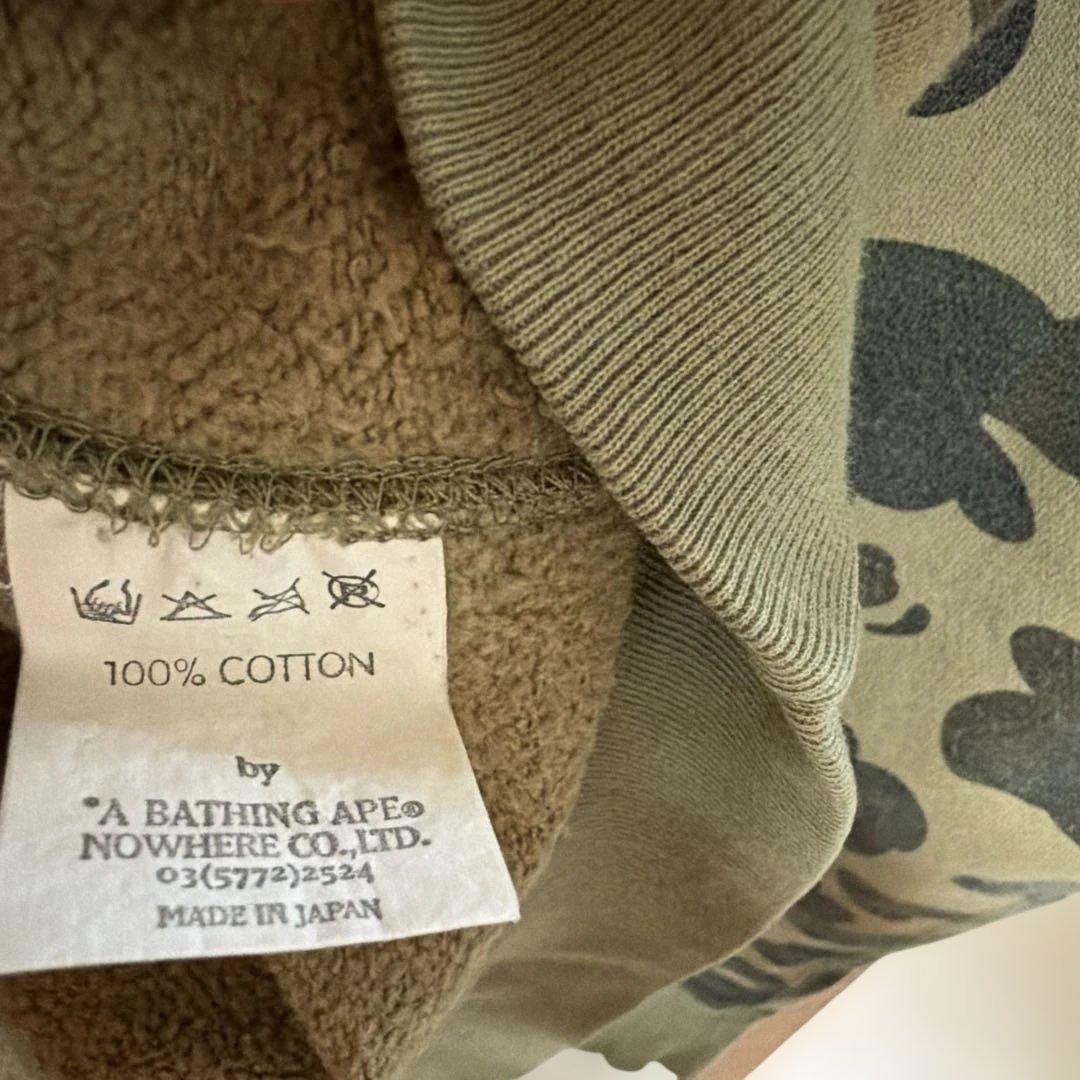 100% COTTON
by
*A BATHING APE®
NOWHERE CO.,LTD.
03(5772)2524
MADE IN JAPAN